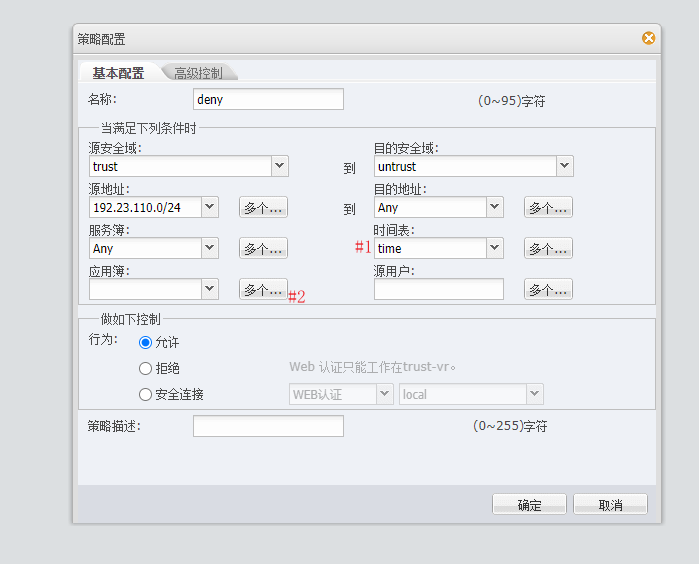 策略配置
基本配置 高级控制
名称: deny (0~95)字符
当满足下列条件时
源安全域: 目的安全域:
trust 到 untrust
源地址: 目的地址:
192.23.110.0/24 多个... 到 Any 多个...
服务簿: 时间表:
Any 多个... #1 time 多个...
应用簿: 源用户:
多个... #2 多个...
做如下控制
行为: 允许
拒绝 Web 认证只能工作在trust-vr。
安全连接 WEB认证 local
策略描述: (0~255)字符
确定 取消